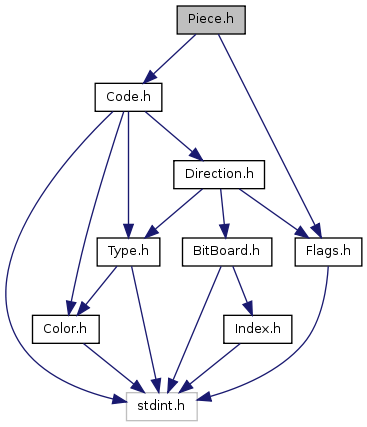 Piece.h
Code.h
Direction.h
Type.h
BitBoard.h
Flags.h
Color.h
Index.h
stdint.h